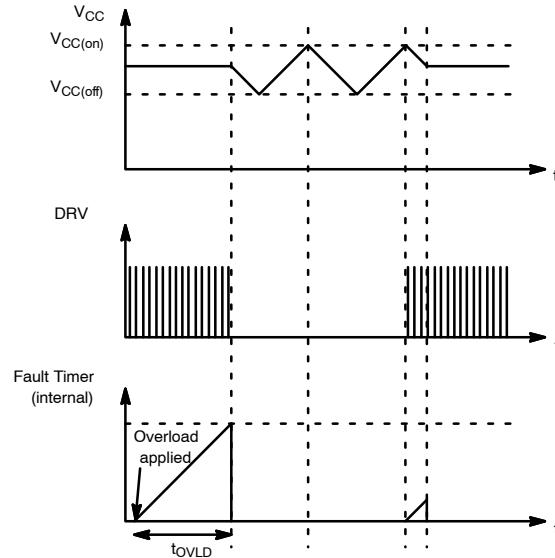 VCC
VCC(on)
VCC(off)
t
DRV
Fault Timer
(internal)
Overload
applied
tOVLD